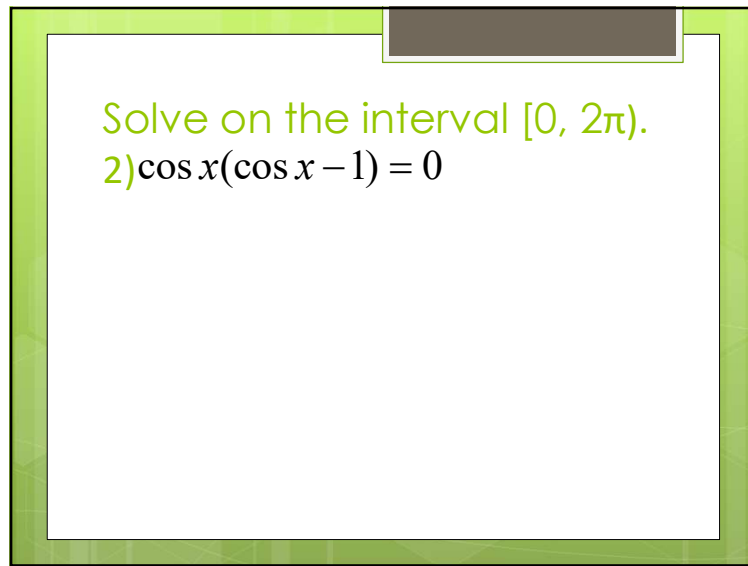 Solve on the interval [0, 2π).
2)cos x(cos x − 1) = 0